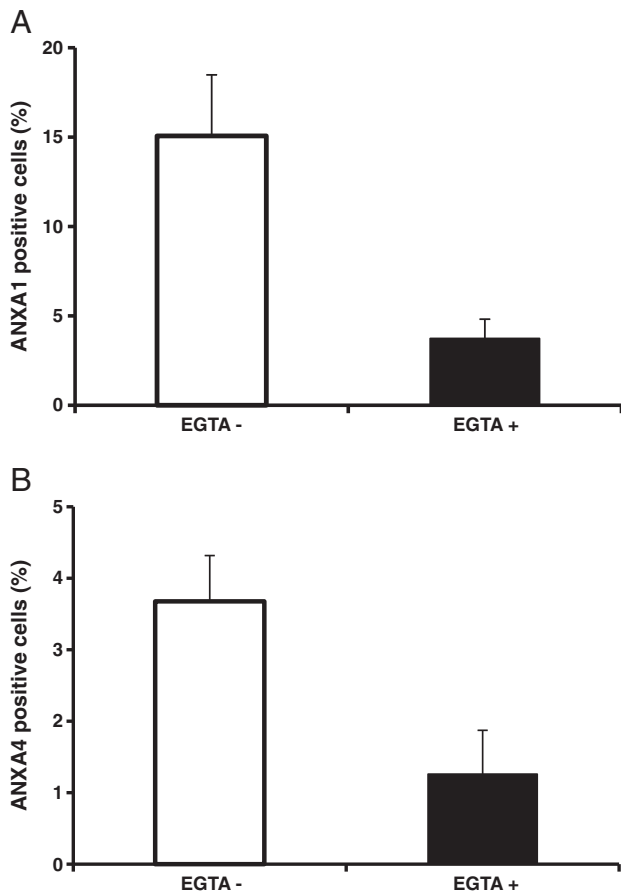 A
ANXA1 positive cells (%)
20
15
10
5
0
EGTA -
EGTA +
B
ANXA4 positive cells (%)
5
4
3
2
1
0
EGTA -
EGTA +